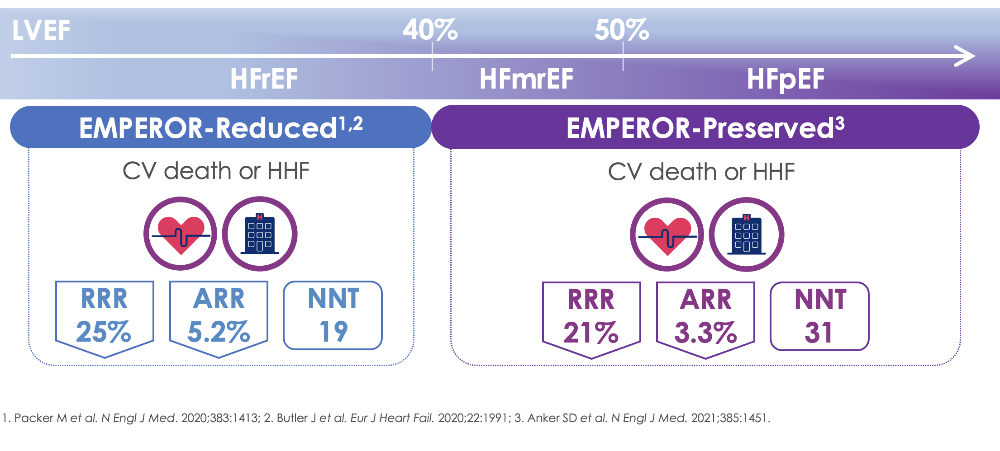 LVEF 40% 50%
HFrEF HFmrEF HFpEF
EMPEROR-Reduced1,2
CV death or HHF
H
RRR
25%
ARR
5.2%
NNT
19
EMPEROR-Preserved3
CV death or HHF
H
RRR
21%
ARR
3.3%
NNT
31
1. Packer M et al. N Engl J Med. 2020;383:1413; 2. Butler J et al. Eur J Heart Fail. 2020;22:1991; 3. Anker SD et al. N Engl J Med. 2021;385:1451.